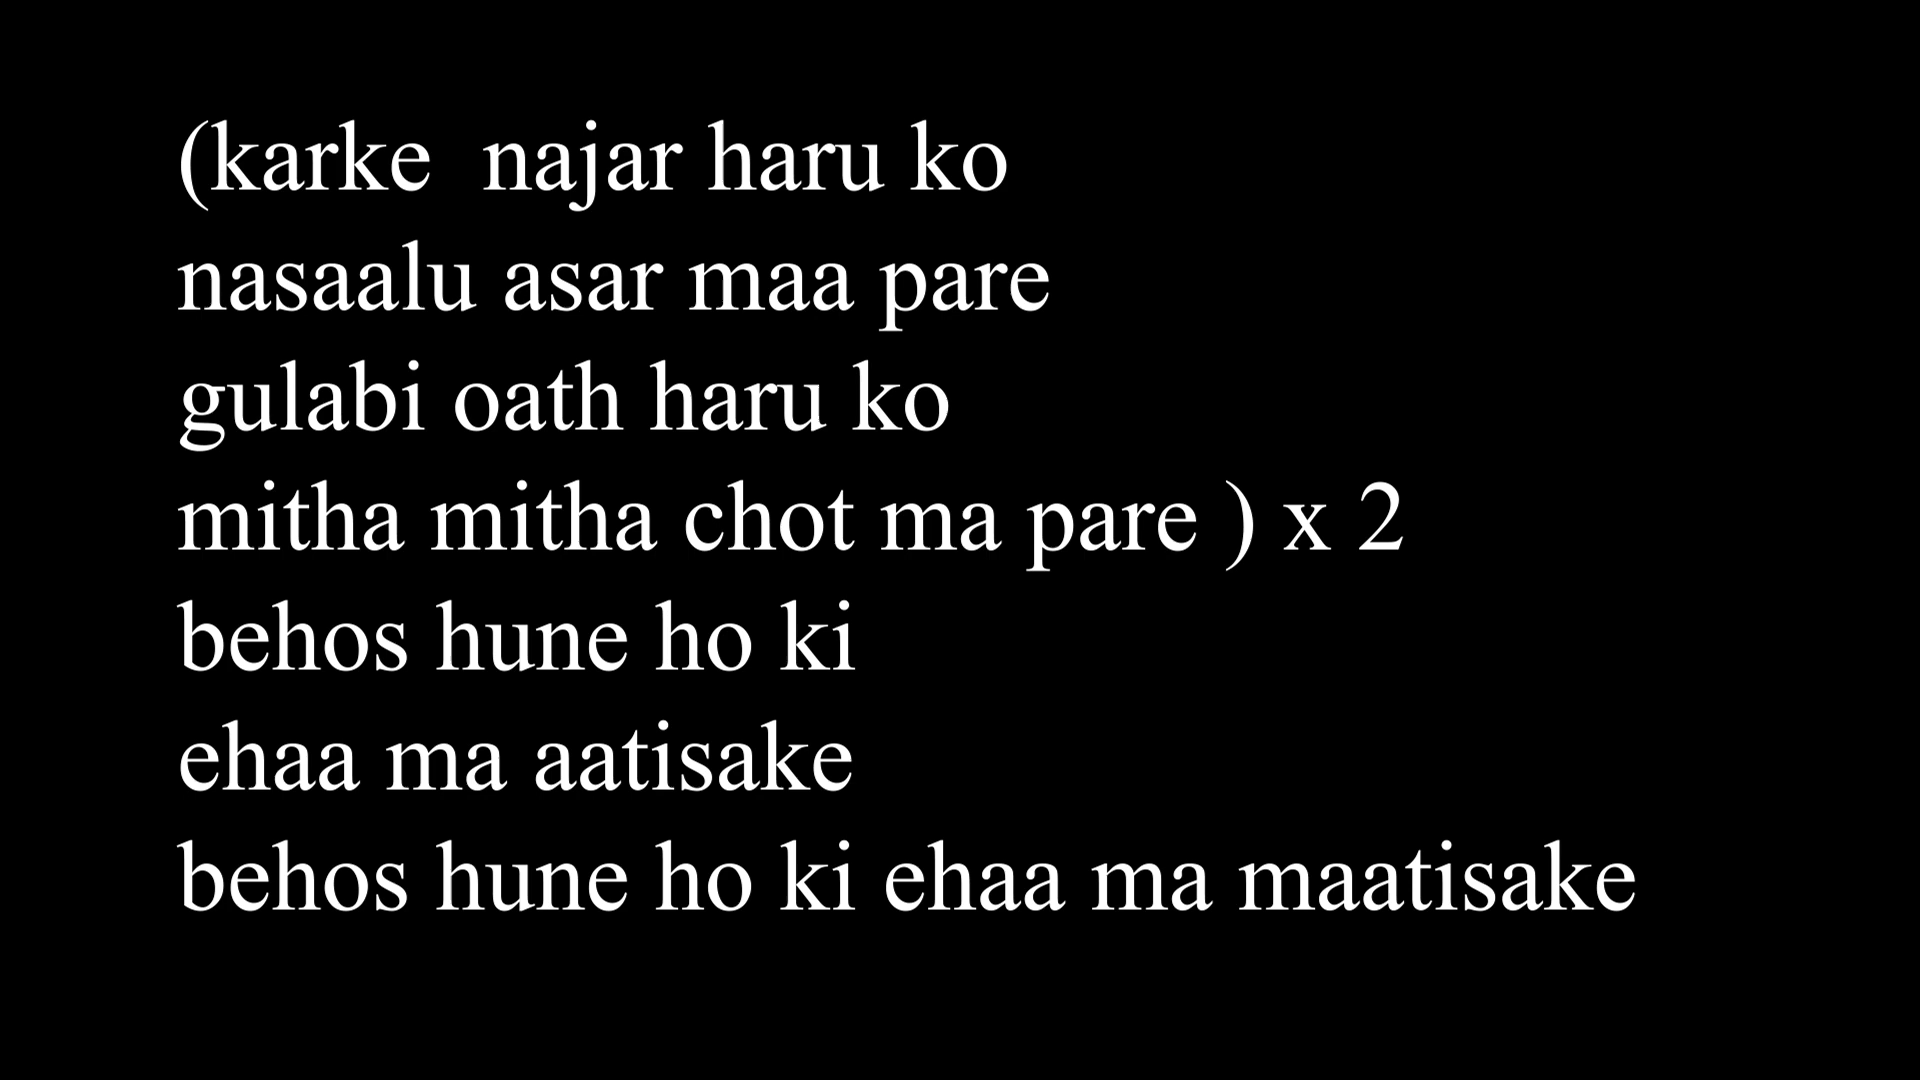 (karke  najar haru ko
nasaalu asar maa pare
gulabi oath haru ko
mitha mitha chot ma pare ) x 2
behos hune ho ki
ehaa ma aatisake
behos hune ho ki ehaa ma maatisake